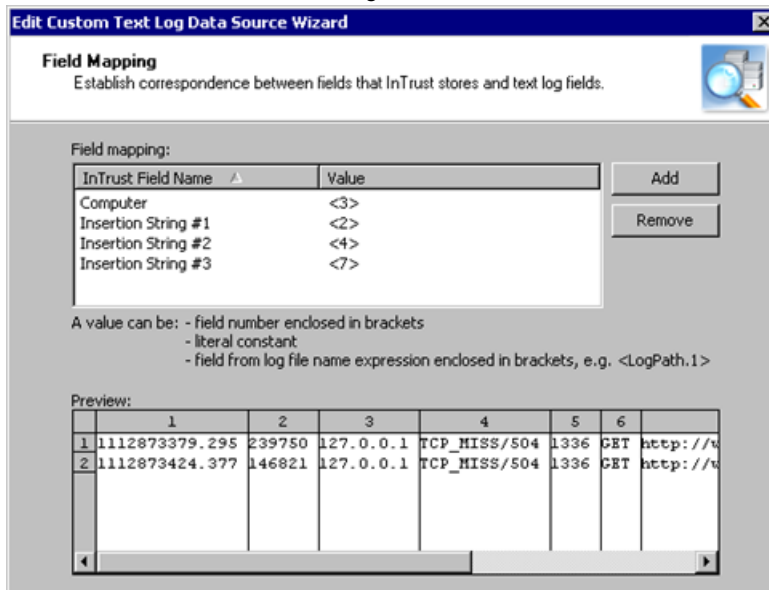 Edit Custom Text Log Data Source Wizard
Field Mapping
Establish correspondence between fields that InTrust stores and text log fields.
Field mapping:
InTrust Field Name Value
Computer <3>
Insertion String #1 <2>
Insertion String #2 <4>
Insertion String #3 <7>
Add
Remove
A value can be: - field number enclosed in brackets
- literal constant
- field from log file name expression enclosed in brackets, e.g. <LogPath.1>
Preview:
1 2 3 4 5 6
1 1112873379.295 239750 127.0.0.1 TCP_MISS/504 1336 GET http://w
2 1112873424.377 146821 127.0.0.1 TCP_MISS/504 1336 GET http://w